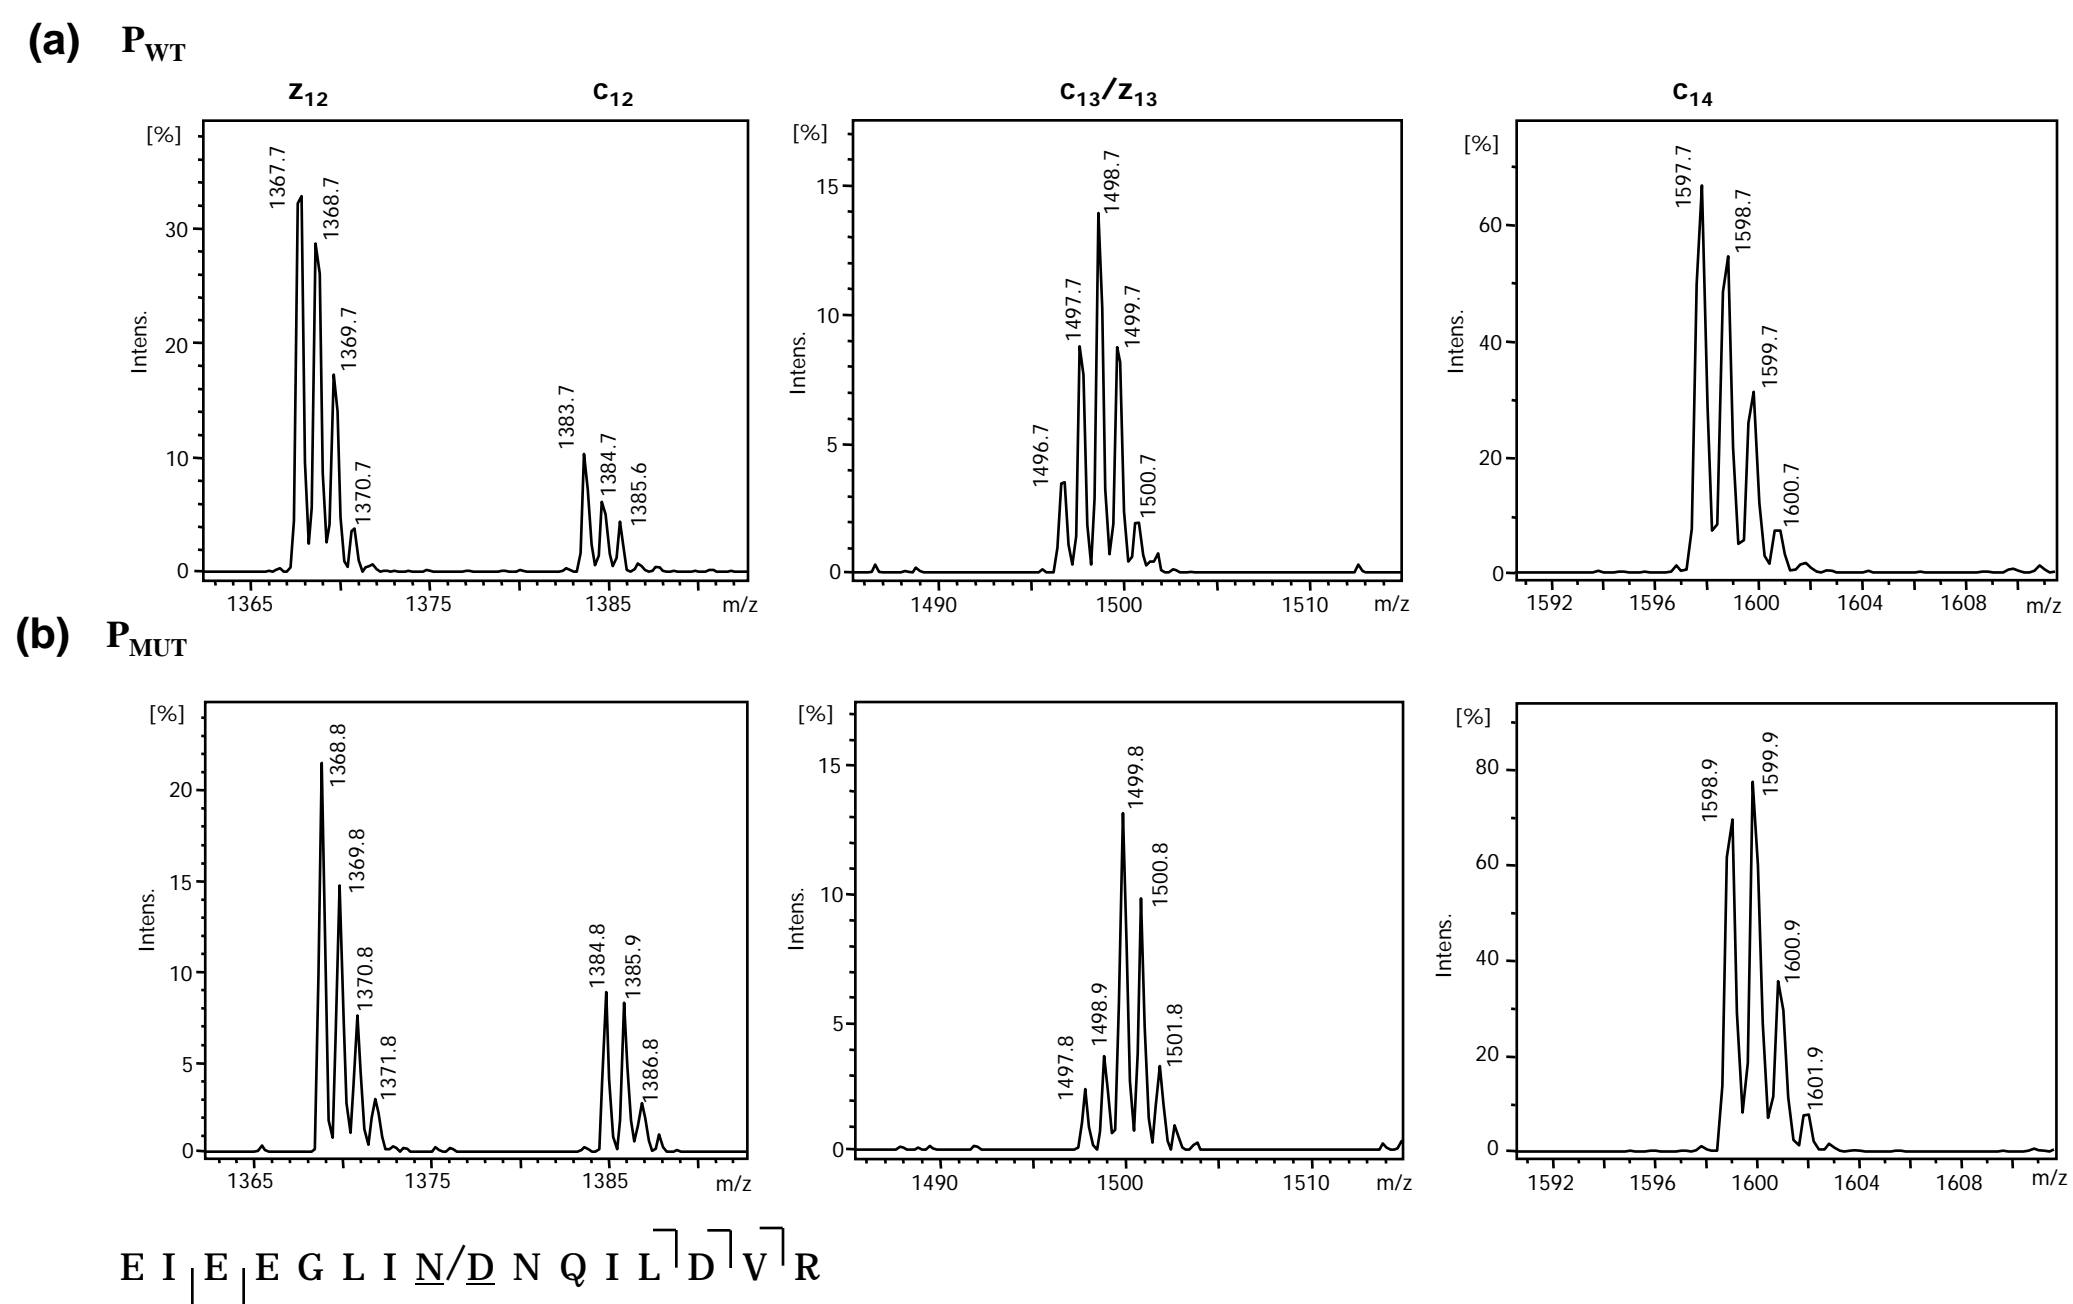 (a) P_WT
z12 c12 c13/z13 c14
[%] [%] [%]
1367.7 1368.7 1369.7 1370.7 1383.7 1384.7 1385.6
1496.7 1497.7 1498.7 1499.7 1500.7
1597.7 1598.7 1599.7 1600.7
Intens. Intens. Intens.
30 20 10 0
15 10 5 0
60 40 20 0
1365 1375 1385 m/z
1490 1500 1510 m/z
1592 1596 1600 1604 1608 m/z
(b) P_MUT
[%] [%] [%]
1368.8 1369.8 1370.8 1371.8 1384.8 1385.9 1386.8
1497.8 1498.9 1499.8 1500.8 1501.8
1598.9 1599.9 1600.9 1601.9
Intens. Intens. Intens.
20 15 10 5 0
15 10 5 0
80 60 40 20 0
1365 1375 1385 m/z
1490 1500 1510 m/z
1592 1596 1600 1604 1608 m/z
E I E E G L I N/D N Q I L D V R